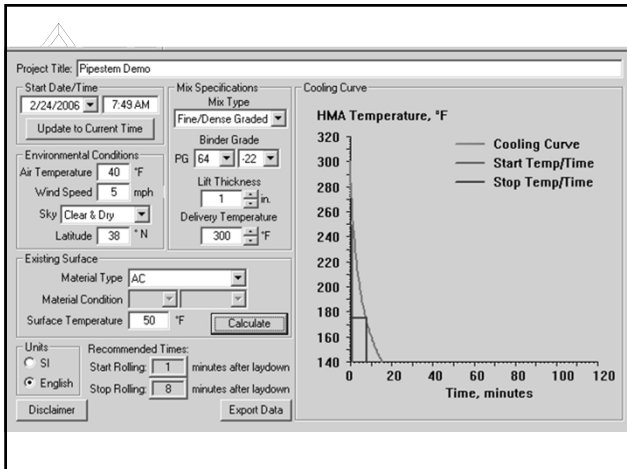 Project Title: Pipestem Demo
Start Date/Time
2/24/2006 7:49 AM
Update to Current Time
Environmental Conditions
Air Temperature 40 °F
Wind Speed 5 mph
Sky Clear & Dry
Latitude 38 ° N
Mix Specifications
Mix Type
Fine/Dense Graded
Binder Grade
PG 64 -22
Lift Thickness
1 in.
Delivery Temperature
300 °F
Existing Surface
Material Type AC
Material Condition
Surface Temperature 50 °F
Calculate
Units
SI
English
Recommended Times:
Start Rolling: 1 minutes after laydown
Stop Rolling: 8 minutes after laydown
Disclaimer
Export Data
Cooling Curve
HMA Temperature, °F
320
300
280
260
240
220
200
180
160
140
Cooling Curve
Start Temp/Time
Stop Temp/Time
0 20 40 60 80 100 120
Time, minutes